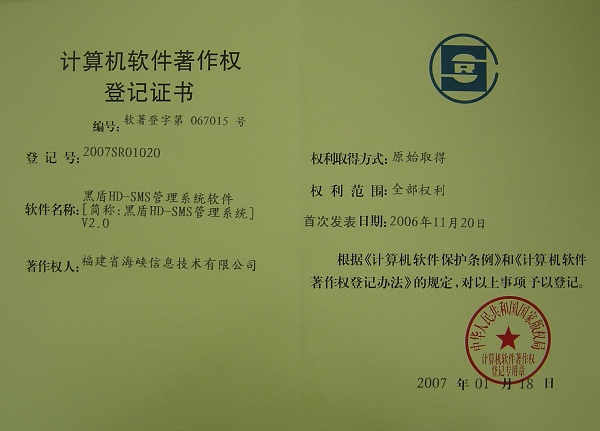 计算机软件著作权
登记证书
编号: 软著登字第 067015 号
登 记 号: 2007SR01020
软件名称: 黑盾HD-SMS管理系统软件
[简称:黑盾HD-SMS管理系统]
V2.0
著作权人: 福建省海峡信息技术有限公司
权利取得方式: 原始取得
权 利 范 围: 全部权利
首次发表日期: 2006年11月20日
根据《计算机软件保护条例》和《计算机软件
著作权登记办法》的规定，对以上事项予以登记。
中华人民共和国国家版权局
计算机软件著作权
登记专用章
2007 年 01 月 18 日